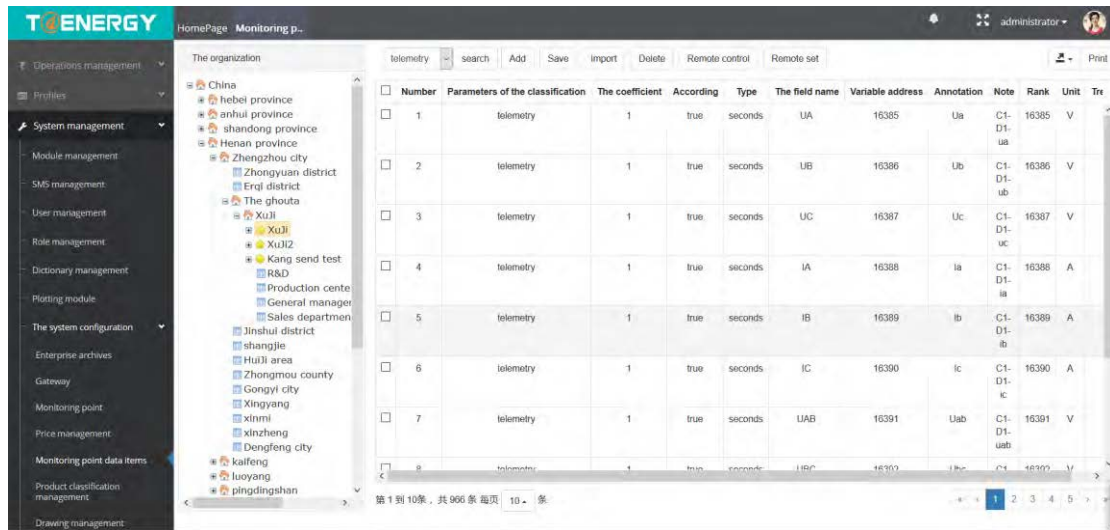 T@ENERGY
HomePage Monitoring p..
administrator
Operations management
Profiles
System management
Module management
SMS management
User management
Role management
Dictionary management
Plotting module
The system configuration
Enterprise archives
Gateway
Monitoring point
Price management
Monitoring point data items
Product classification
management
Drawing management
The organization
China
hebei province
anhui province
shandong province
Henan province
Zhengzhou city
Zhongyuan district
Erqi district
The ghouta
XuJi
XuJi
XuJi2
Kang send test
R&D
Production cente
General manager
Sales departmen
Jinshui district
shangjie
HuiJi area
Zhongmou county
Gongyi city
Xingyang
xinmi
xinzheng
Dengfeng city
kaifeng
luoyang
pingdingshan
telemetry search Add Save Import Delete Remote control Remote set Print
Number Parameters of the classification The coefficient According Type The field name Variable address Annotation Note Rank Unit Tre
1 telemetry 1 true seconds UA 16385 Ua C1-D1-ua 16385 V
2 telemetry 1 true seconds UB 16386 Ub C1-D1-ub 16386 V
3 telemetry 1 true seconds UC 16387 Uc C1-D1-uc 16387 V
4 telemetry 1 true seconds IA 16388 Ia C1-D1-ia 16388 A
5 telemetry 1 true seconds IB 16389 Ib C1-D1-ib 16389 A
6 telemetry 1 true seconds IC 16390 Ic C1-D1-ic 16390 A
7 telemetry 1 true seconds UAB 16391 Uab C1-D1-uab 16391 V
8 telemetry 1 true seconds UBC 16392 Ubc C1- 16392 V
第 1 到 10条，共 966 条 每页 10 条
1 2 3 4 5